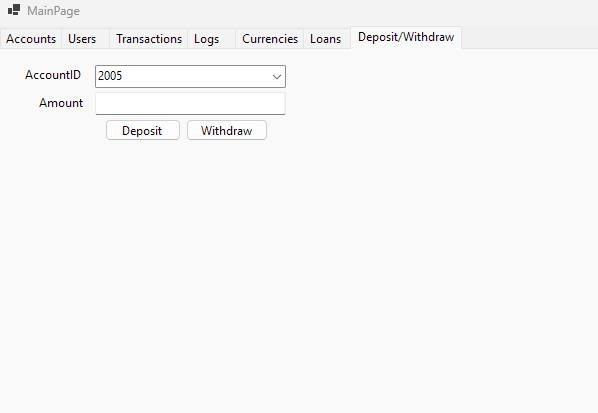 MainPage
Accounts Users Transactions Logs Currencies Loans Deposit/Withdraw
AccountID 2005
Amount
Deposit Withdraw